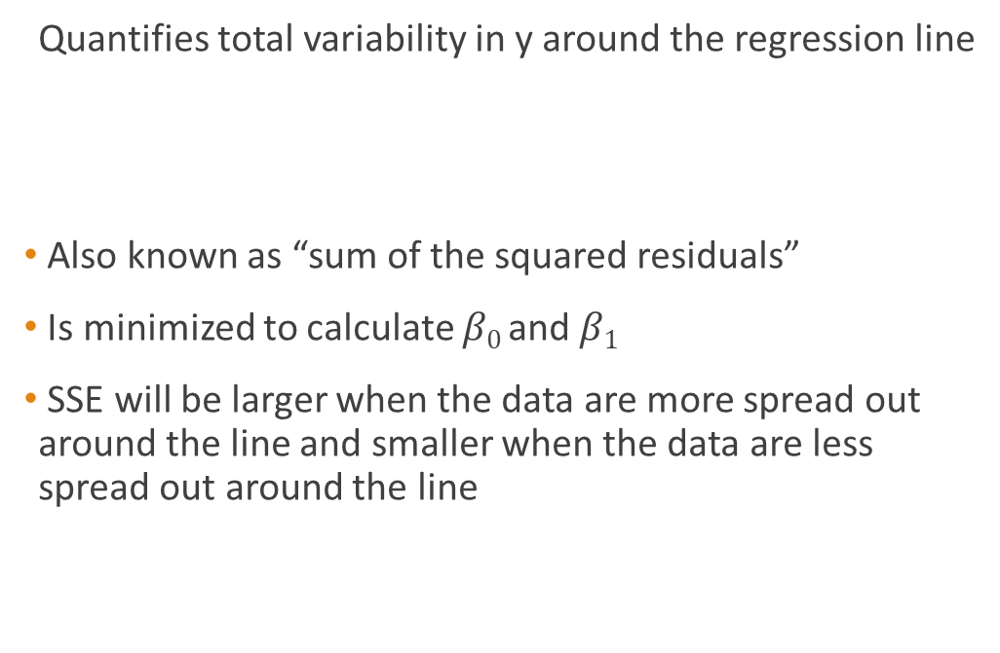 Quantifies total variability in y around the regression line
• Also known as “sum of the squared residuals”
• Is minimized to calculate 𝛽₀ and 𝛽₁
• SSE will be larger when the data are more spread out
around the line and smaller when the data are less
spread out around the line